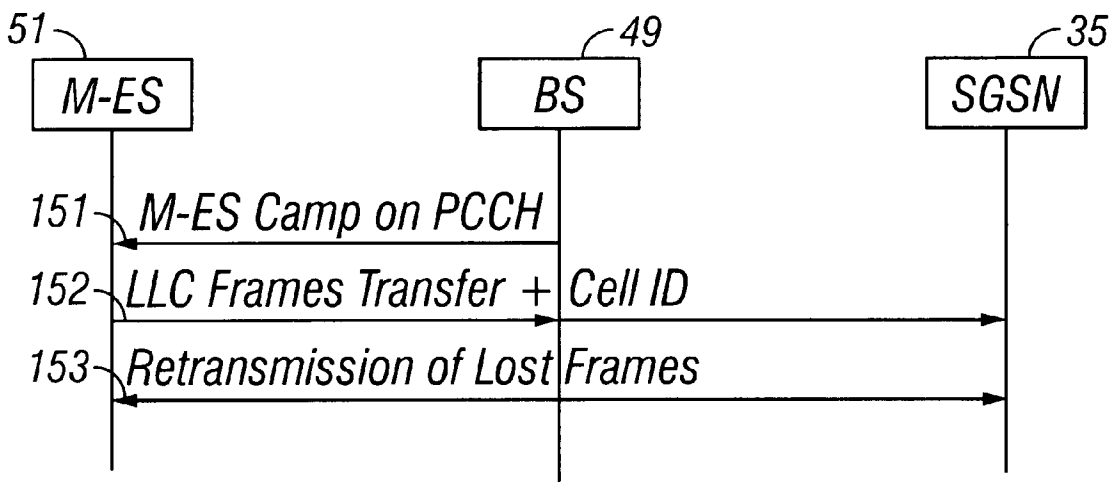 51
49
35
M-ES
BS
SGSN
151
M-ES Camp on PCCH
152
LLC Frames Transfer + Cell ID
153
Retransmission of Lost Frames